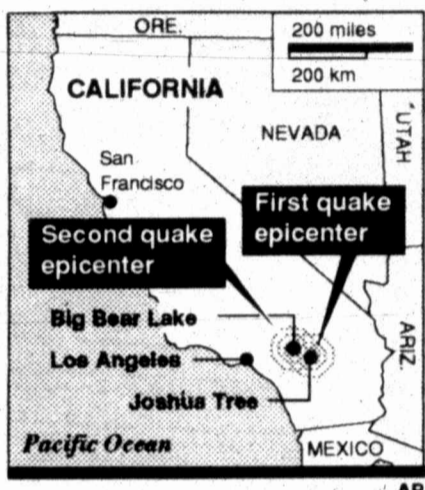 ORE.
200 miles
200 km
CALIFORNIA
NEVADA
UTAH
San
Francisco
First quake
epicenter
Second quake
epicenter
Big Bear Lake
Los Angeles
ARIZ.
Joshua Tree
Pacific Ocean
MEXICO
AP